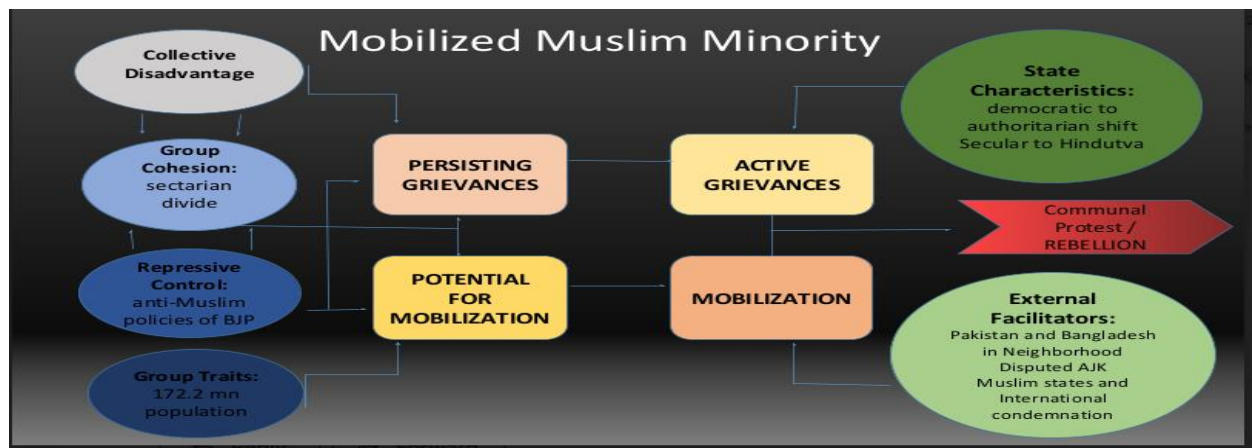 Mobilized Muslim Minority
Collective
Disadvantage
Group
Cohesion:
sectarian
divide
Repressive
Control:
anti-Muslim
policies of BJP
Group Traits:
172.2 mn
population
PERSISTING
GRIEVANCES
POTENTIAL
FOR
MOBILIZATION
ACTIVE
GRIEVANCES
MOBILIZATION
State
Characteristics:
democratic to
authoritarian shift
Secular to Hindutva
Communal
Protest /
REBELLION
External
Facilitators:
Pakistan and Bangladesh
in Neighborhood
Disputed AJK
Muslim states and
International
condemnation